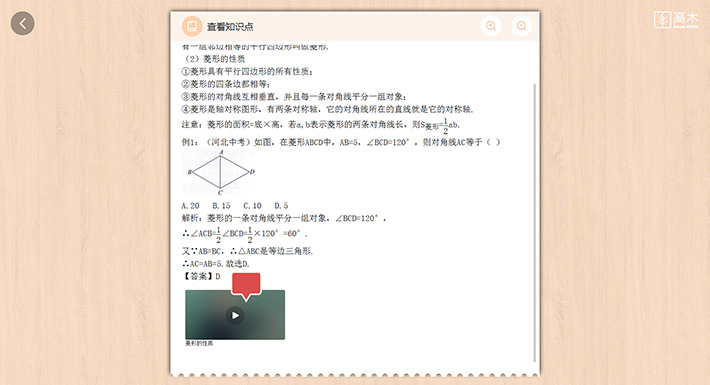 查看知识点
高木
有一组邻边相等的平行四边形叫做菱形.
(2)菱形的性质
①菱形具有平行四边形的所有性质;
②菱形的四条边都相等;
③菱形的对角线互相垂直,并且每一条对角线平分一组对角;
④菱形是轴对称图形,有两条对称轴,它的对角线所在的直线就是它的对称轴.
注意:菱形的面积=底×高,若a,b表示菱形的两条对角线长,则S菱形=1/2ab.
例1:(河北中考)如图,在菱形ABCD中,AB=5,∠BCD=120°,则对角线AC等于( )
A
B D
C
A.20 B.15 C.10 D.5
解析:菱形的一条对角线平分一组对象,∠BCD=120°,
∴∠ACB=1/2∠BCD=1/2×120°=60°.
又∵AB=BC,∴△ABC是等边三角形.
∴AC=AB=5.故选D.
【答案】D
菱形的性质